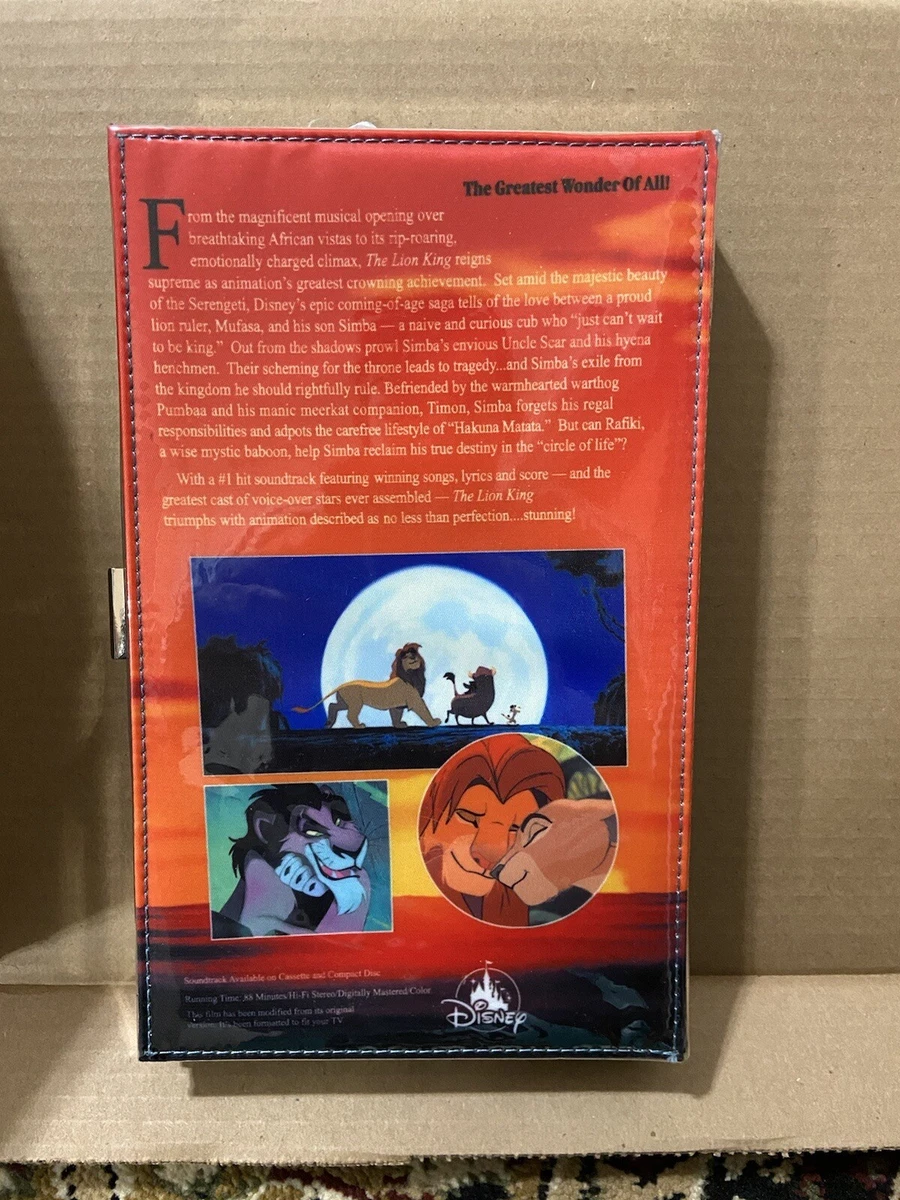 The Greatest Wonder Of All!
From the magnificent musical opening over
breathtaking African vistas to its rip-roaring,
emotionally charged climax, The Lion King reigns
supreme as animation's greatest crowning achievement. Set amid the majestic beauty
of the Serengeti, Disney's epic coming-of-age saga tells of the love between a proud
lion ruler, Mufasa, and his son Simba — a naive and curious cub who "just can't wait
to be king." Out from the shadows prowl Simba's envious Uncle Scar and his hyena
henchmen. Their scheming for the throne leads to tragedy...and Simba's exile from
the kingdom he should rightfully rule. Befriended by the warmhearted warthog
Pumbaa and his manic meerkat companion, Timon, Simba forgets his regal
responsibilities and adpots the carefree lifestyle of "Hakuna Matata." But can Rafiki,
a wise mystic baboon, help Simba reclaim his true destiny in the "circle of life"?
With a #1 hit soundtrack featuring winning songs, lyrics and score — and the
greatest cast of voice-over stars ever assembled — The Lion King
triumphs with animation described as no less than perfection....stunning!
Soundtrack Available on Cassette and Compact Disc
Running Time: 88 Minutes/Hi-Fi Stereo/Digitally Mastered/Color
This film has been modified from its original
version. It's been formatted to fit your TV
Disney